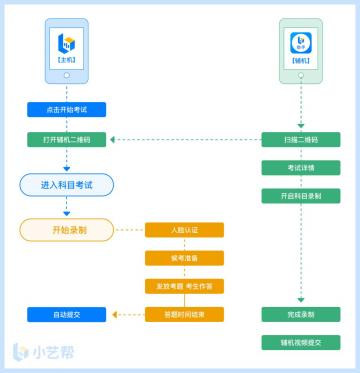 【主机】
助手
【辅机】
点击开始考试
打开辅机二维码
扫描二维码
考试详情
进入科目考试
开启科目录制
开始录制
人脸认证
候考准备
发放考题 考生作答
自动提交
答题时间结束
完成录制
辅机视频提交
小艺帮